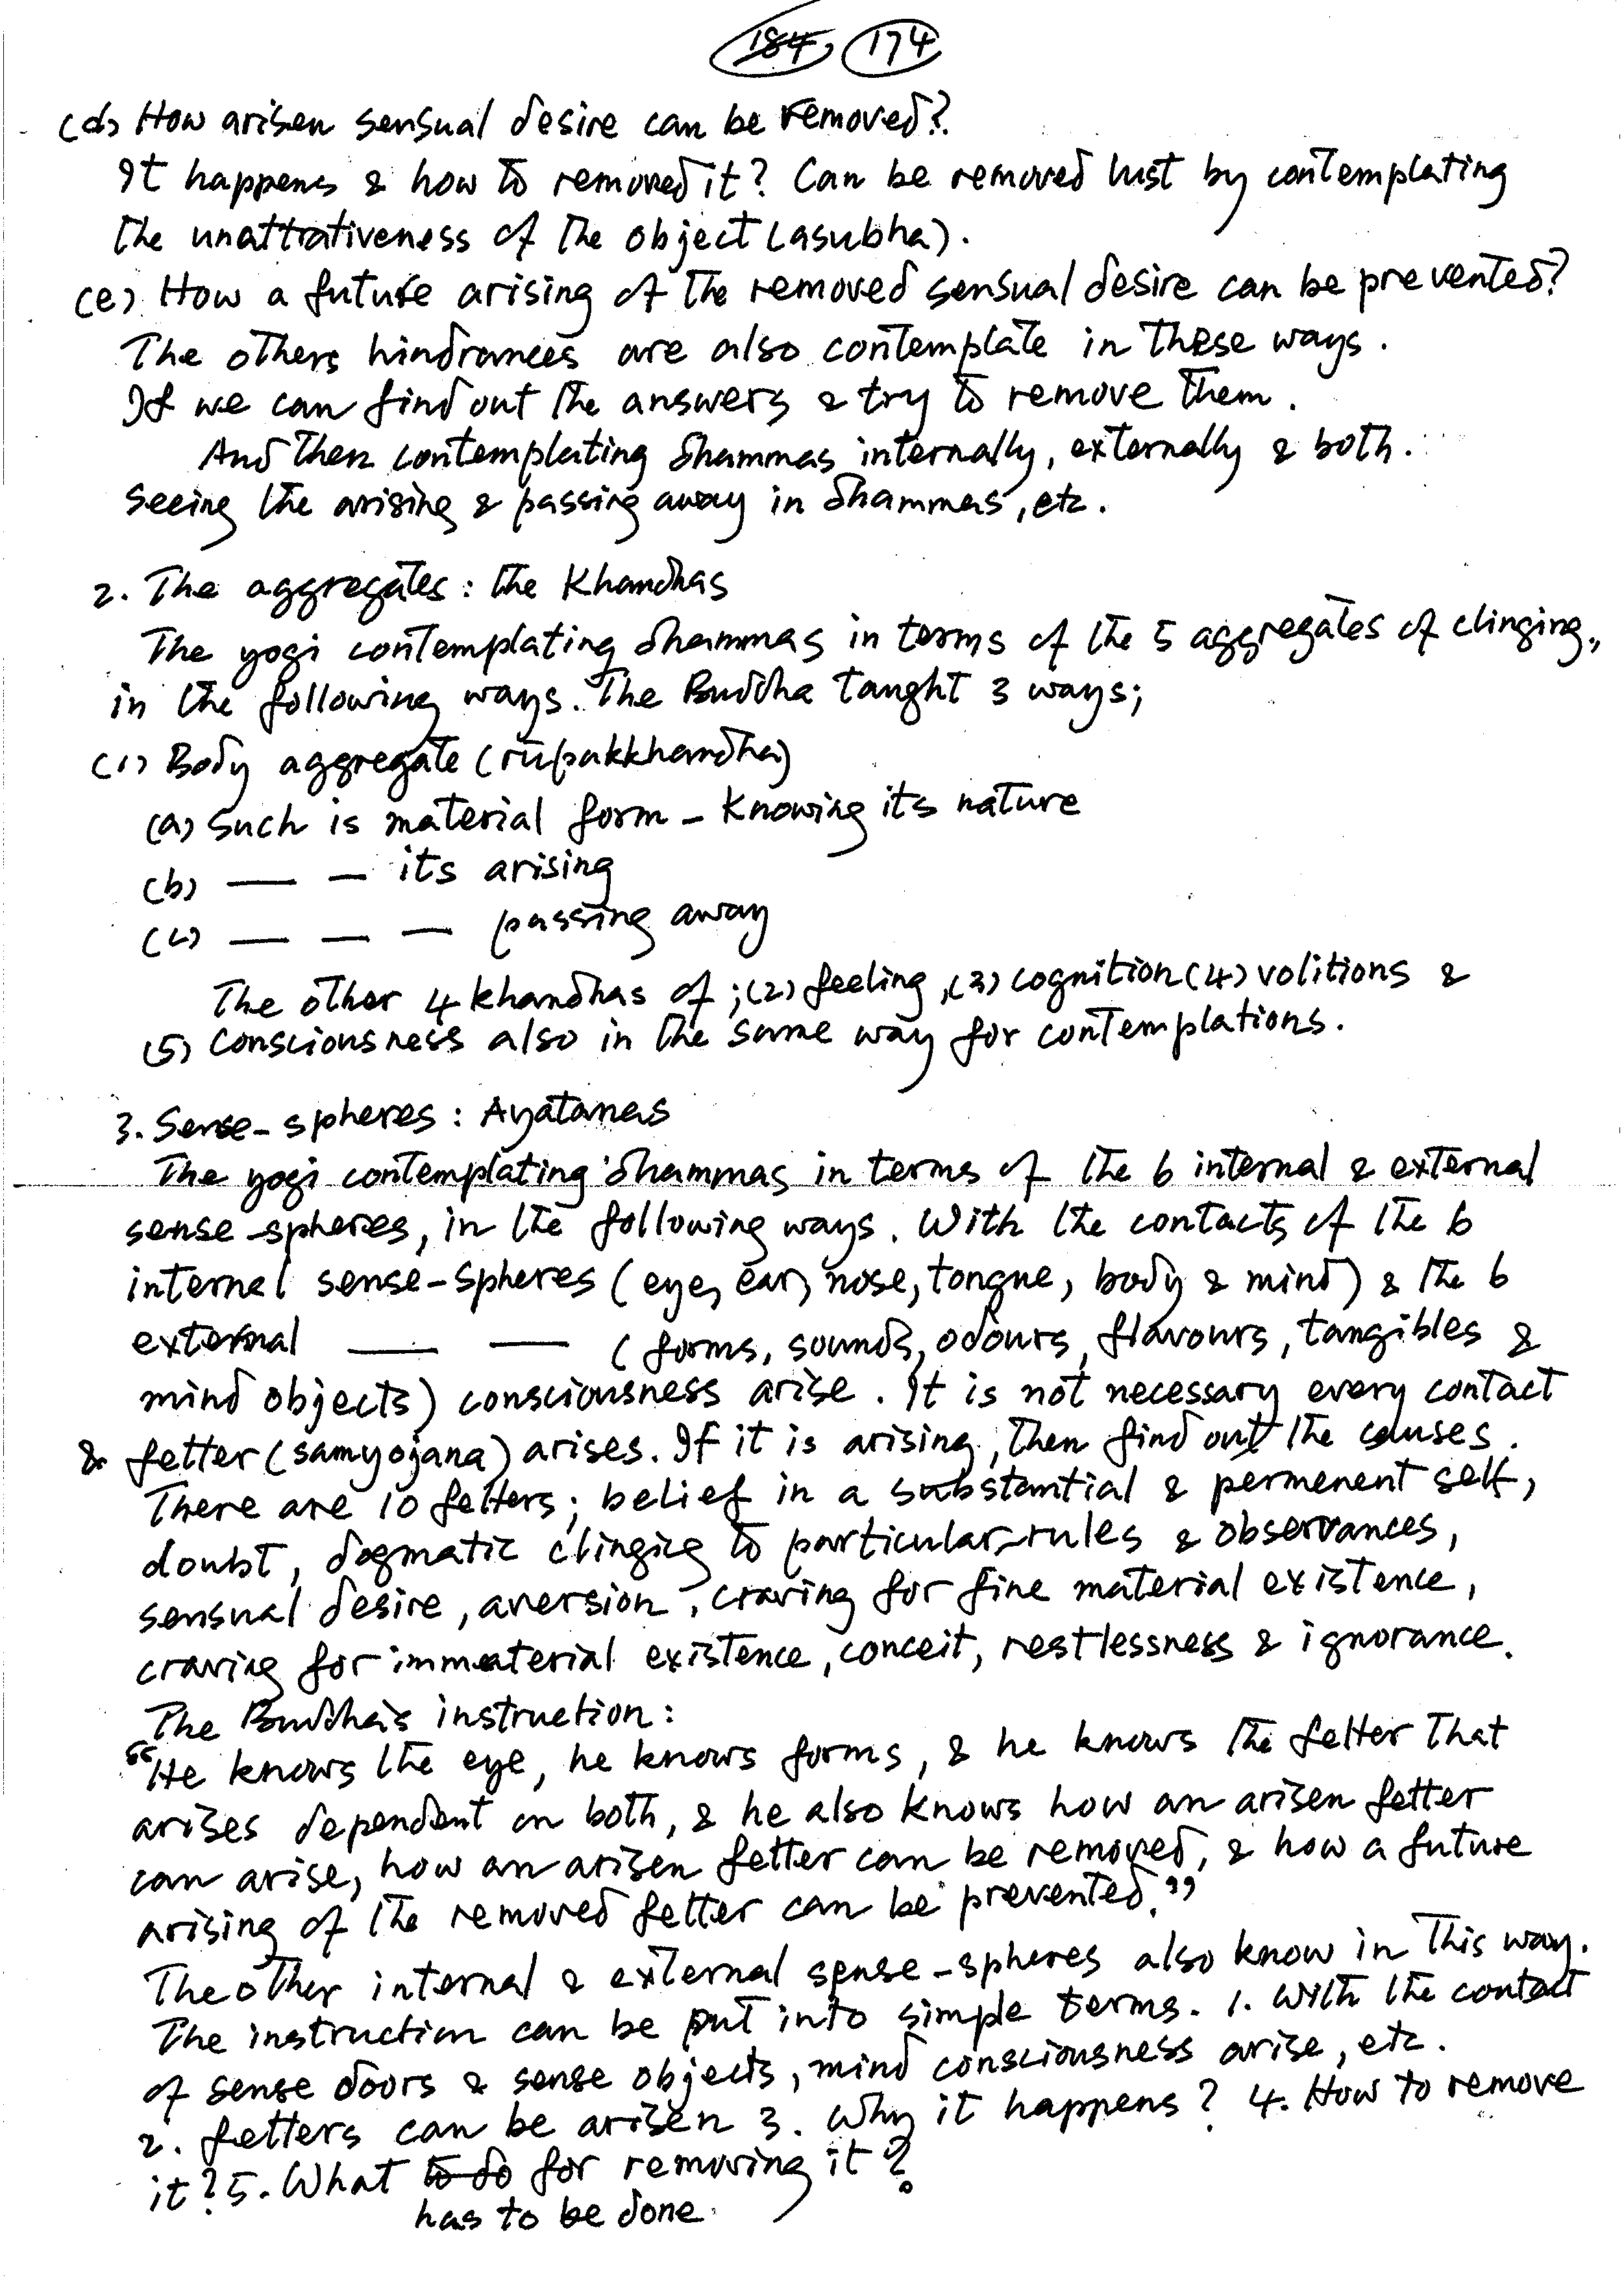 184, 174
(d) How arisen sensual desire can be removed?
It happens & how to removed it? Can be removed lust by contemplating
the unattrativeness of the object (asubha).
(e) How a future arising of the removed sensual desire can be prevented?
The others hindrances are also contemplate in these ways.
If we can find out the answers & try to remove them.
And then contemplating dhammas internally, externally & both.
Seeing the arising & passing away in dhammas, etc.
2. The aggregates: the Khandhas
The yogi contemplating dhammas in terms of the 5 aggregates of clinging,
in the following ways. The Buddha taught 3 ways;
(1) Body aggregate (rūpakkhandha)
(a) Such is material form – Knowing its nature
(b) — — its arising
(c) — — — passing away
The other 4 khandhas of ; (2) feeling, (3) cognition (4) volitions &
(5) consciousness also in the same way for contemplations.
3. Sense-spheres: Ayatanas
The yogi contemplating dhammas in terms of the 6 internal & external
sense-spheres, in the following ways. With the contacts of the 6
internal sense-spheres (eye, ear, nose, tongue, body & mind) & the 6
external — — (forms, sounds, odours, flavours, tangibles &
mind objects) consciousness arise. It is not necessary every contact
& fetter (samyojana) arises. If it is arising, then find out the causes.
There are 10 fetters; belief in a substantial & permenent self,
doubt, dogmatic clinging to particular rules & observances,
sensual desire, aversion, craving for fine material existence,
craving for immaterial existence, conceit, restlessness & ignorance.
The Buddha's instruction:
"He knows the eye, he knows forms, & he knows the fetter that
arises dependent on both, & he also knows how an arisen fetter
can arise, how an arisen fetter can be removed, & how a future
arising of the removed fetter can be prevented."
The other internal & external sense-spheres also know in this way.
The instruction can be put into simple terms. 1. With the contact
of sense doors & sense objects, mind consciousness arise, etc.
2. fetters can be arisen 3. Why it happens? 4. How to remove
it? 5. What to do for removing it?
has to be done.